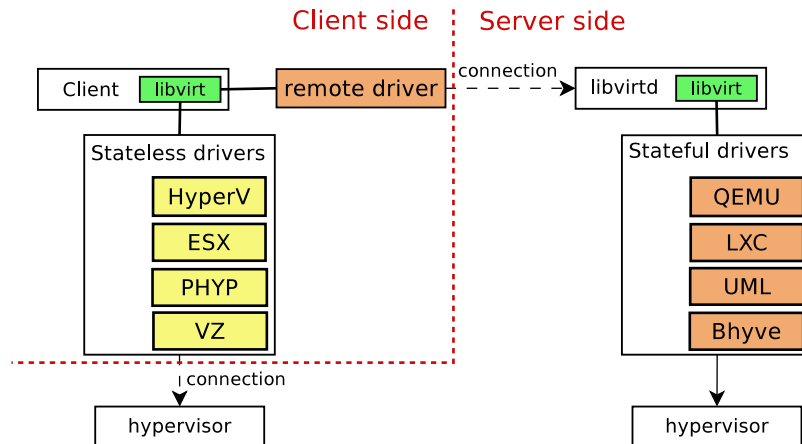 Client side
Server side
Client
libvirt
remote driver
connection
libvirtd
libvirt
Stateless drivers
HyperV
ESX
PHYP
VZ
Stateful drivers
QEMU
LXC
UML
Bhyve
connection
hypervisor
hypervisor